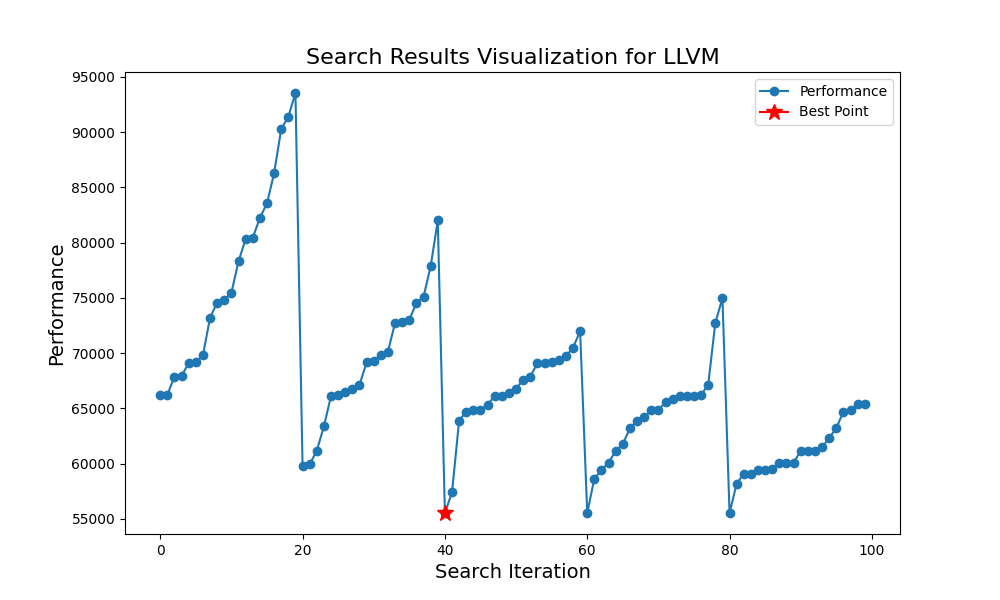 Search Results Visualization for LLVM
Performance
Best Point
95000
90000
85000
80000
75000
70000
65000
60000
55000
Performance
0 20 40 60 80 100
Search Iteration